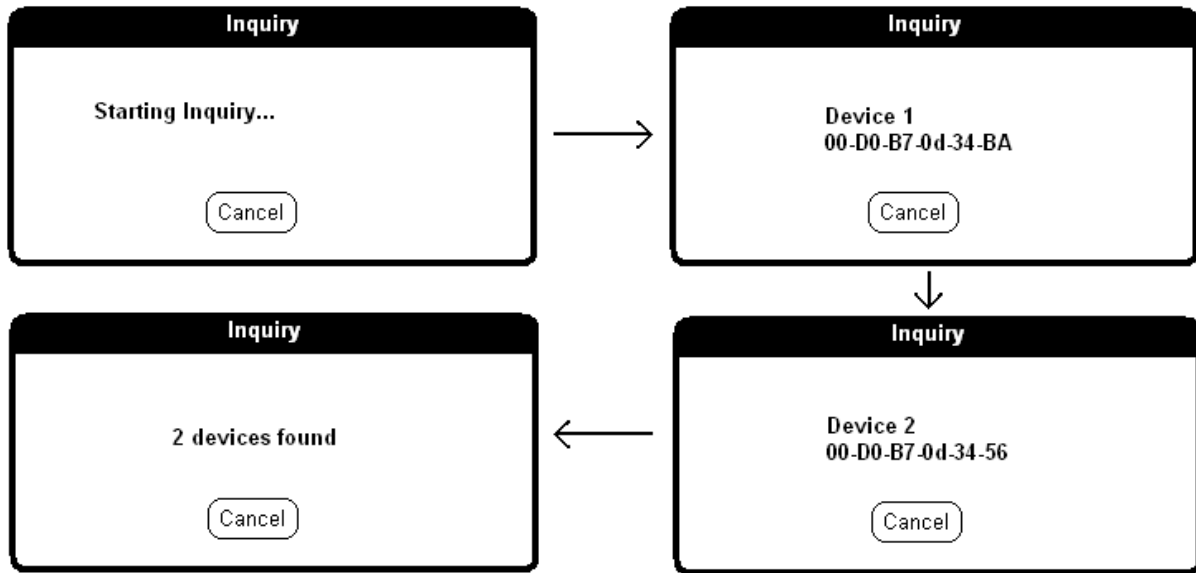 Inquiry
Starting Inquiry...
Cancel
Inquiry
Device 1
00-D0-B7-0d-34-BA
Cancel
Inquiry
Device 2
00-D0-B7-0d-34-56
Cancel
Inquiry
2 devices found
Cancel